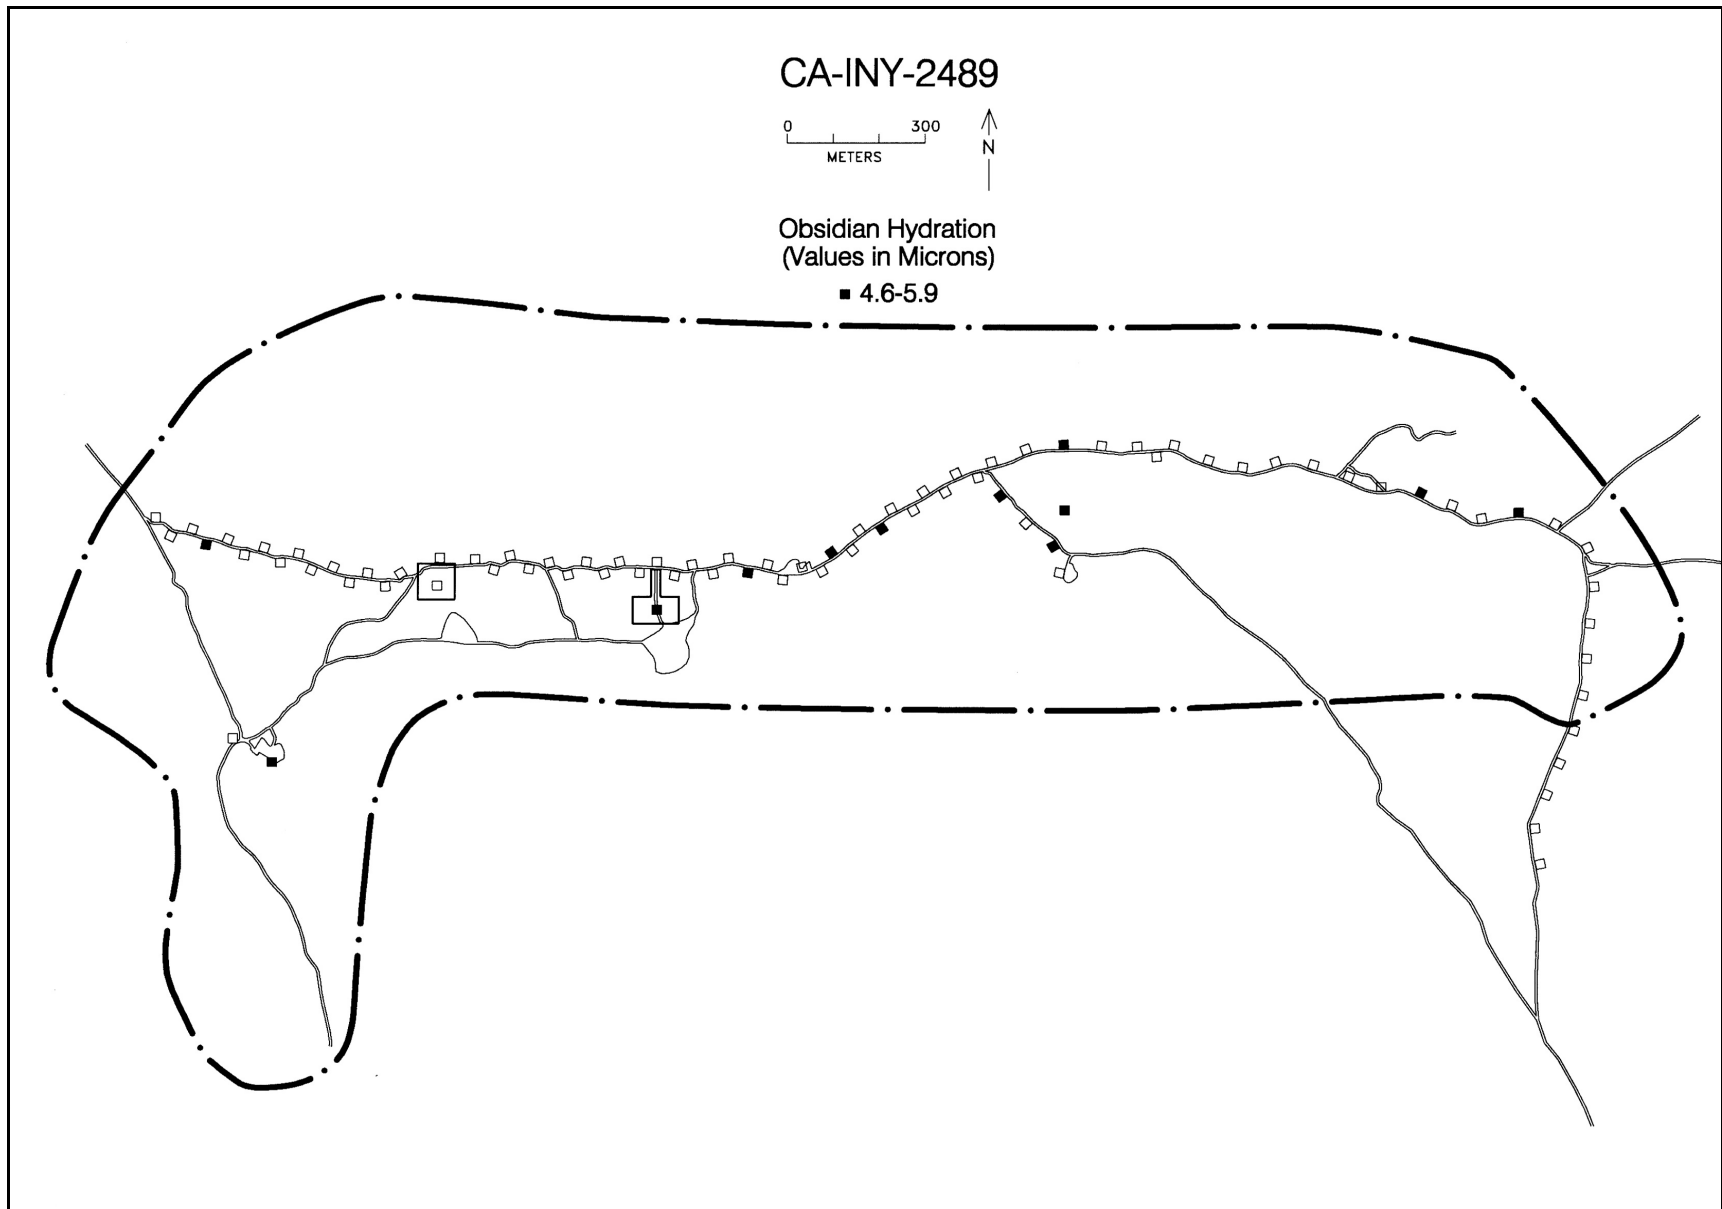 CA-INY-2489
0 300
METERS
N
Obsidian Hydration
(Values in Microns)
■ 4.6-5.9